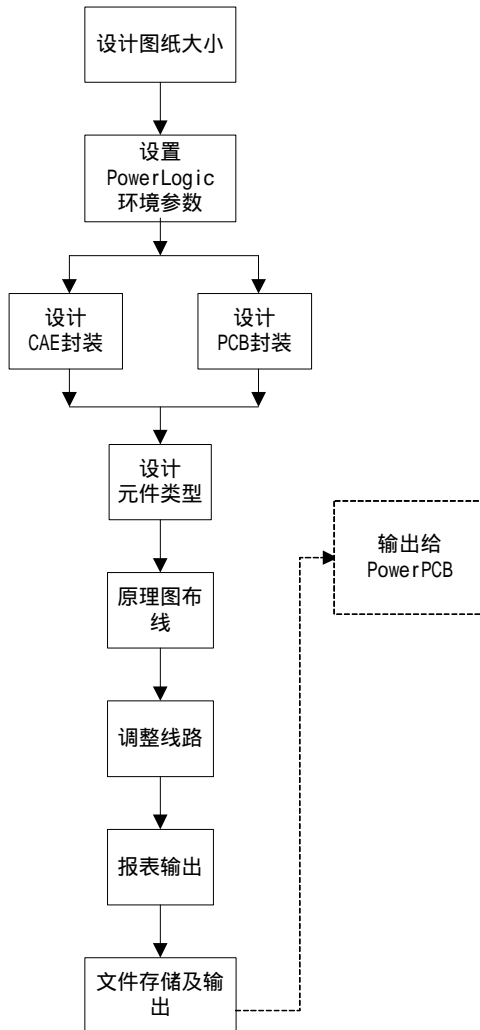 设计图纸大小
设置
PowerLogic
环境参数
设计
CAE封装
设计
PCB封装
设计
元件类型
输出给
PowerPCB
原理图布
线
调整线路
报表输出
文件存储及输
出